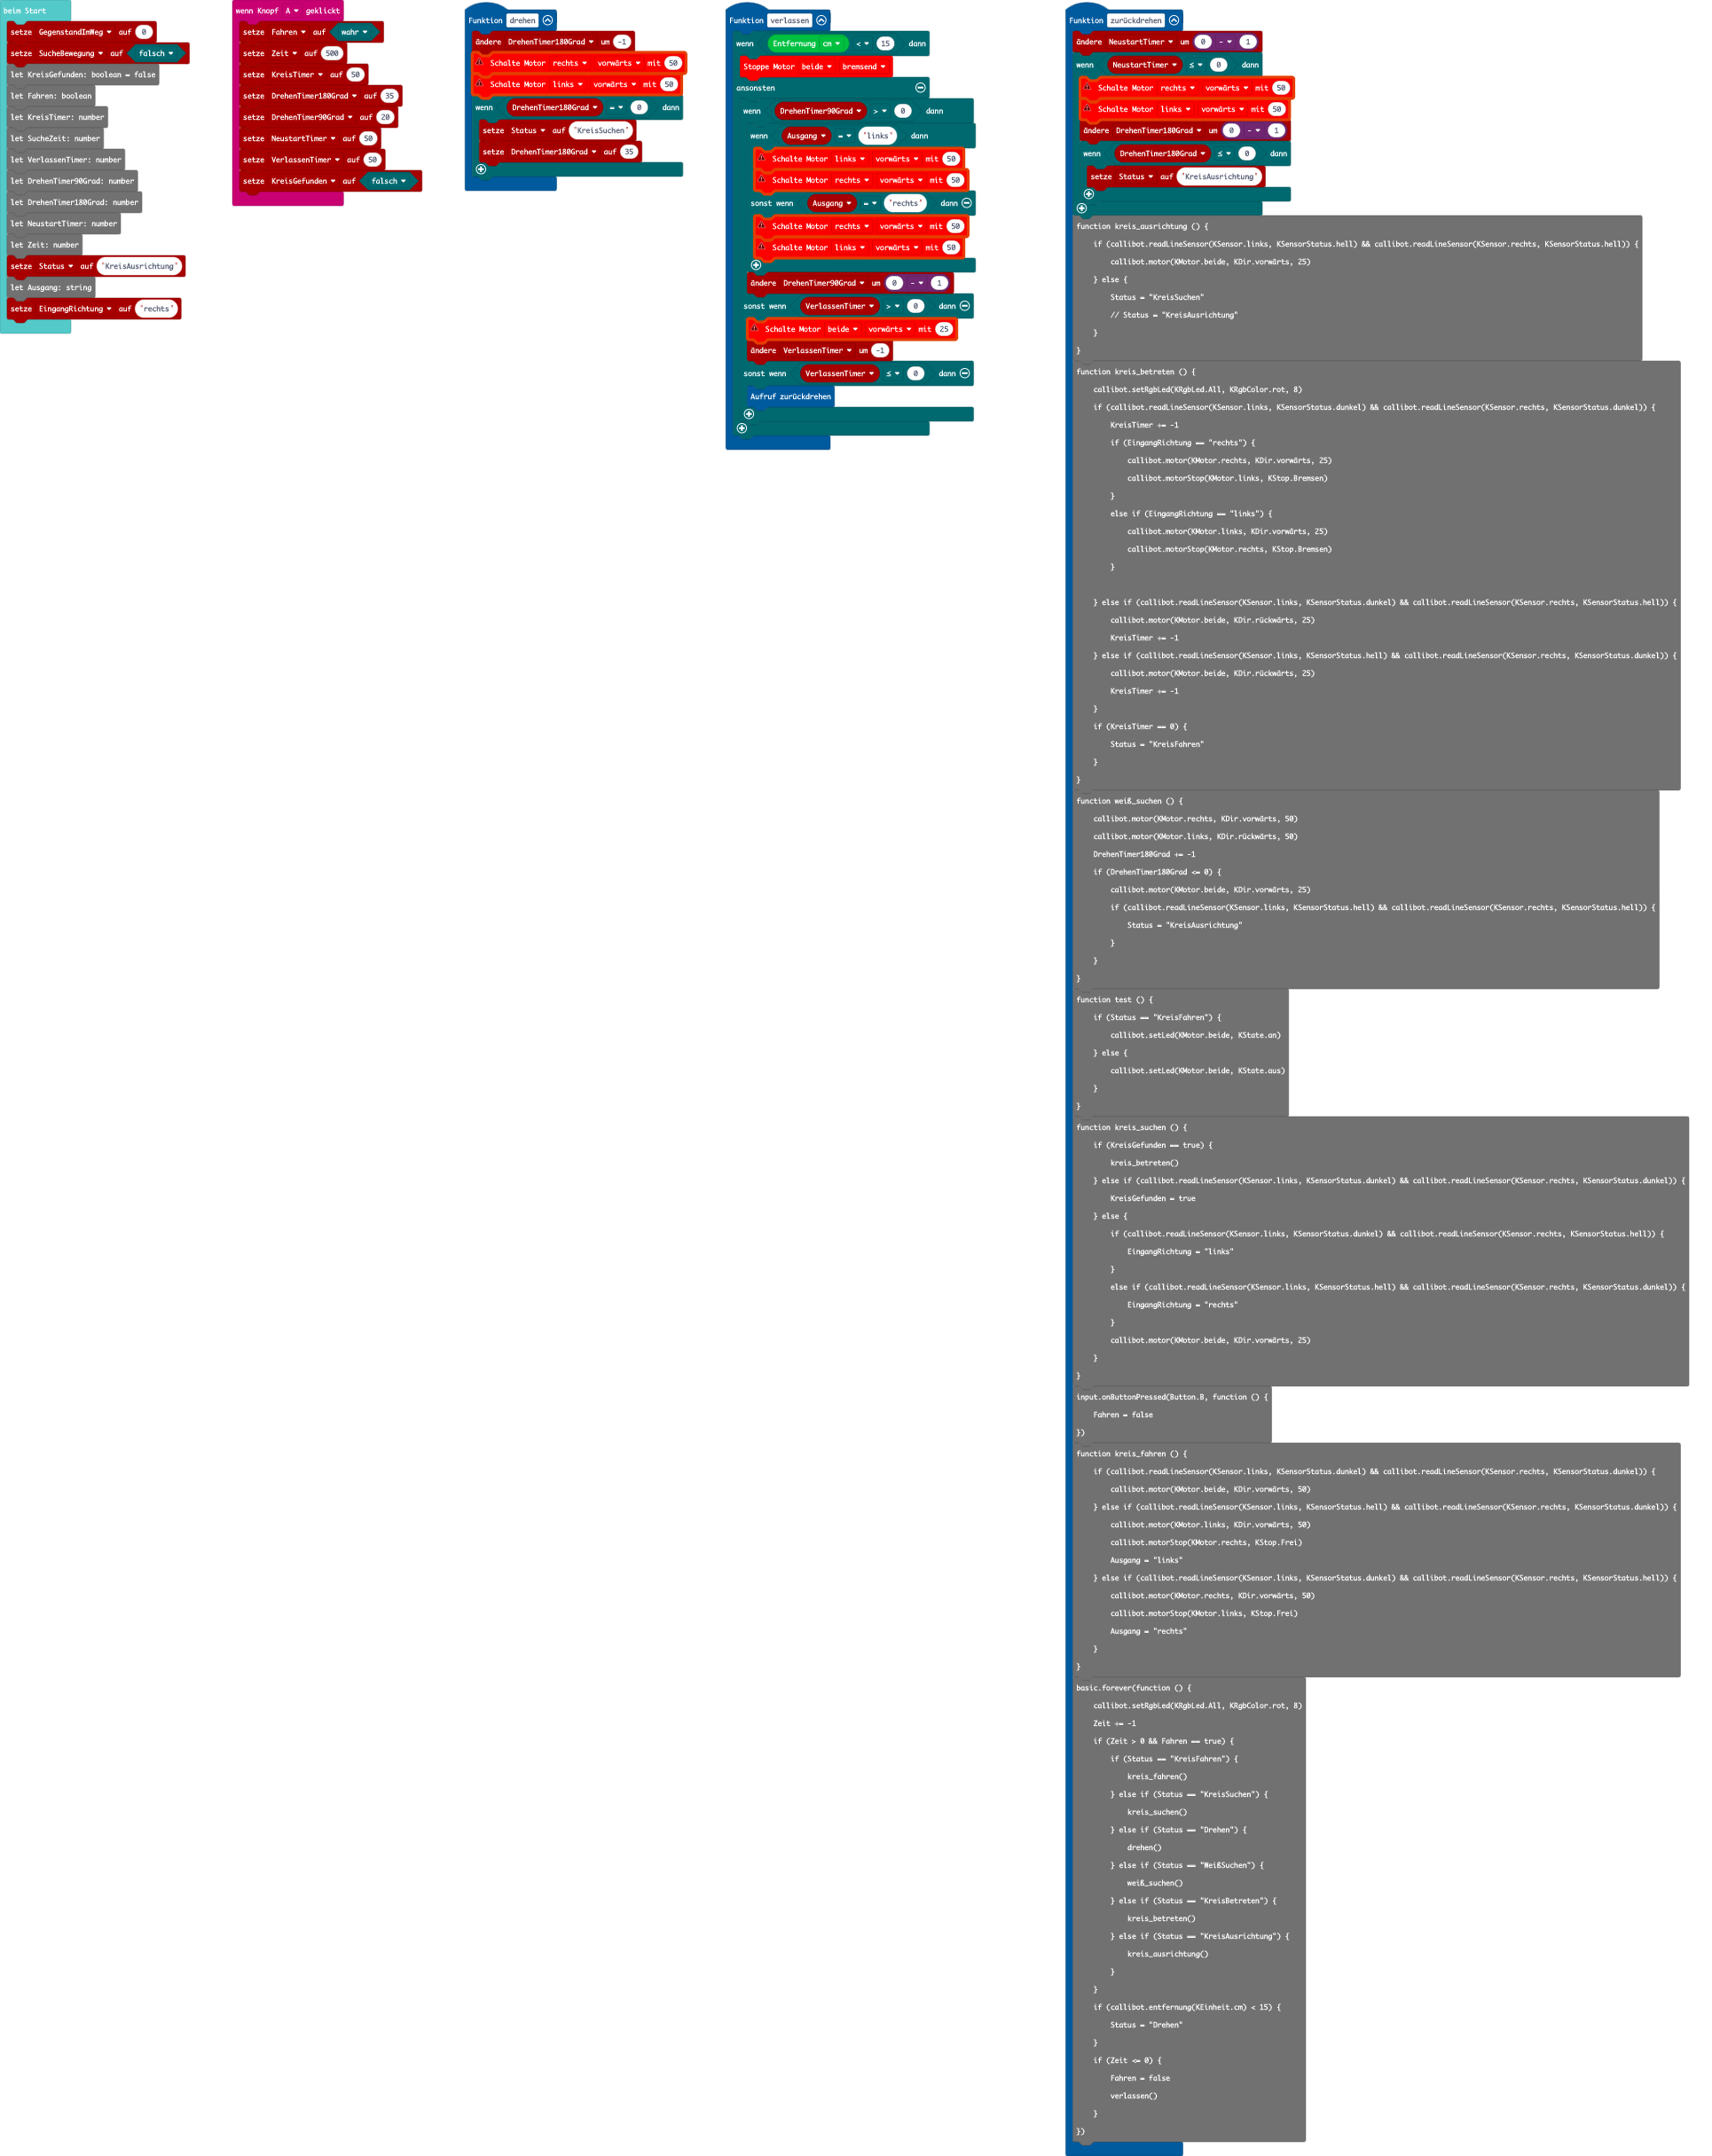 beim Start
setze GegenstandImWeg auf 0
setze SucheBewegung auf falsch
let KreisGefunden: boolean = false
let Fahren: boolean
let KreisTimer: number
let SucheZeit: number
let VerlassenTimer: number
let DrehenTimer90Grad: number
let DrehenTimer180Grad: number
let NeustartTimer: number
let Zeit: number
setze Status auf "KreisAusrichtung"
let Ausgang: string
setze EingangRichtung auf "rechts"
wenn Knopf A geklickt
setze Fahren auf wahr
setze Zeit auf 500
setze KreisTimer auf 50
setze DrehenTimer180Grad auf 35
setze DrehenTimer90Grad auf 20
setze NeustartTimer auf 50
setze VerlassenTimer auf 50
setze KreisGefunden auf falsch
Funktion drehen
ändere DrehenTimer180Grad um -1
Schalte Motor rechts vorwärts mit 50
Schalte Motor links vorwärts mit 50
wenn DrehenTimer180Grad = 0 dann
setze Status auf "KreisSuchen"
setze DrehenTimer180Grad auf 35
Funktion verlassen
wenn Entfernung cm < 15 dann
Stoppe Motor beide bremsend
ansonsten
wenn DrehenTimer90Grad > 0 dann
wenn Ausgang = "links" dann
Schalte Motor links vorwärts mit 50
Schalte Motor rechts vorwärts mit 50
sonst wenn Ausgang = "rechts" dann
Schalte Motor rechts vorwärts mit 50
Schalte Motor links vorwärts mit 50
ändere DrehenTimer90Grad um 0 - 1
sonst wenn VerlassenTimer > 0 dann
Schalte Motor beide vorwärts mit 25
ändere VerlassenTimer um -1
sonst wenn VerlassenTimer ≤ 0 dann
Aufruf zurückdrehen
Funktion zurückdrehen
ändere NeustartTimer um 0 - 1
wenn NeustartTimer ≤ 0 dann
Schalte Motor rechts vorwärts mit 50
Schalte Motor links vorwärts mit 50
ändere DrehenTimer180Grad um 0 - 1
wenn DrehenTimer180Grad ≤ 0 dann
setze Status auf "KreisAusrichtung"
function kreis_ausrichtung () {
if (callibot.readLineSensor(KSensor.links, KSensorStatus.hell) && callibot.readLineSensor(KSensor.rechts, KSensorStatus.hell)) {
callibot.motor(KMotor.beide, KDir.vorwärts, 25)
} else {
Status = "KreisSuchen"
// Status = "KreisAusrichtung"
}
}
function kreis_betreten () {
callibot.setRgbLed(KRgbLed.All, KRgbColor.rot, 8)
if (callibot.readLineSensor(KSensor.links, KSensorStatus.dunkel) && callibot.readLineSensor(KSensor.rechts, KSensorStatus.dunkel)) {
KreisTimer += -1
if (EingangRichtung == "rechts") {
callibot.motor(KMotor.rechts, KDir.vorwärts, 25)
callibot.motorStop(KMotor.links, KStop.Bremsen)
}
else if (EingangRichtung == "links") {
callibot.motor(KMotor.links, KDir.vorwärts, 25)
callibot.motorStop(KMotor.rechts, KStop.Bremsen)
}
} else if (callibot.readLineSensor(KSensor.links, KSensorStatus.dunkel) && callibot.readLineSensor(KSensor.rechts, KSensorStatus.hell)) {
callibot.motor(KMotor.beide, KDir.rückwärts, 25)
KreisTimer += -1
} else if (callibot.readLineSensor(KSensor.links, KSensorStatus.hell) && callibot.readLineSensor(KSensor.rechts, KSensorStatus.dunkel)) {
callibot.motor(KMotor.beide, KDir.rückwärts, 25)
KreisTimer += -1
}
if (KreisTimer == 0) {
Status = "KreisFahren"
}
}
function weiß_suchen () {
callibot.motor(KMotor.rechts, KDir.vorwärts, 50)
callibot.motor(KMotor.links, KDir.rückwärts, 50)
DrehenTimer180Grad += -1
if (DrehenTimer180Grad <= 0) {
callibot.motor(KMotor.beide, KDir.vorwärts, 25)
if (callibot.readLineSensor(KSensor.links, KSensorStatus.hell) && callibot.readLineSensor(KSensor.rechts, KSensorStatus.hell)) {
Status = "KreisAusrichtung"
}
}
}
function test () {
if (Status == "KreisFahren") {
callibot.setLed(KMotor.beide, KState.an)
} else {
callibot.setLed(KMotor.beide, KState.aus)
}
}
function kreis_suchen () {
if (KreisGefunden == true) {
kreis_betreten()
} else if (callibot.readLineSensor(KSensor.links, KSensorStatus.dunkel) && callibot.readLineSensor(KSensor.rechts, KSensorStatus.dunkel)) {
KreisGefunden = true
} else {
if (callibot.readLineSensor(KSensor.links, KSensorStatus.dunkel) && callibot.readLineSensor(KSensor.rechts, KSensorStatus.hell)) {
EingangRichtung = "links"
}
else if (callibot.readLineSensor(KSensor.links, KSensorStatus.hell) && callibot.readLineSensor(KSensor.rechts, KSensorStatus.dunkel)) {
EingangRichtung = "rechts"
}
callibot.motor(KMotor.beide, KDir.vorwärts, 25)
}
}
input.onButtonPressed(Button.B, function () {
Fahren = false
})
function kreis_fahren () {
if (callibot.readLineSensor(KSensor.links, KSensorStatus.dunkel) && callibot.readLineSensor(KSensor.rechts, KSensorStatus.dunkel)) {
callibot.motor(KMotor.beide, KDir.vorwärts, 50)
} else if (callibot.readLineSensor(KSensor.links, KSensorStatus.hell) && callibot.readLineSensor(KSensor.rechts, KSensorStatus.dunkel)) {
callibot.motor(KMotor.links, KDir.vorwärts, 50)
callibot.motorStop(KMotor.rechts, KStop.Frei)
Ausgang = "links"
} else if (callibot.readLineSensor(KSensor.links, KSensorStatus.dunkel) && callibot.readLineSensor(KSensor.rechts, KSensorStatus.hell)) {
callibot.motor(KMotor.rechts, KDir.vorwärts, 50)
callibot.motorStop(KMotor.links, KStop.Frei)
Ausgang = "rechts"
}
}
basic.forever(function () {
callibot.setRgbLed(KRgbLed.All, KRgbColor.rot, 8)
Zeit += -1
if (Zeit > 0 && Fahren == true) {
if (Status == "KreisFahren") {
kreis_fahren()
} else if (Status == "KreisSuchen") {
kreis_suchen()
} else if (Status == "Drehen") {
drehen()
} else if (Status == "WeißSuchen") {
weiß_suchen()
} else if (Status == "KreisBetreten") {
kreis_betreten()
} else if (Status == "KreisAusrichtung") {
kreis_ausrichtung()
}
}
if (callibot.entfernung(KEinheit.cm) < 15) {
Status = "Drehen"
}
if (Zeit <= 0) {
Fahren = false
verlassen()
}
})